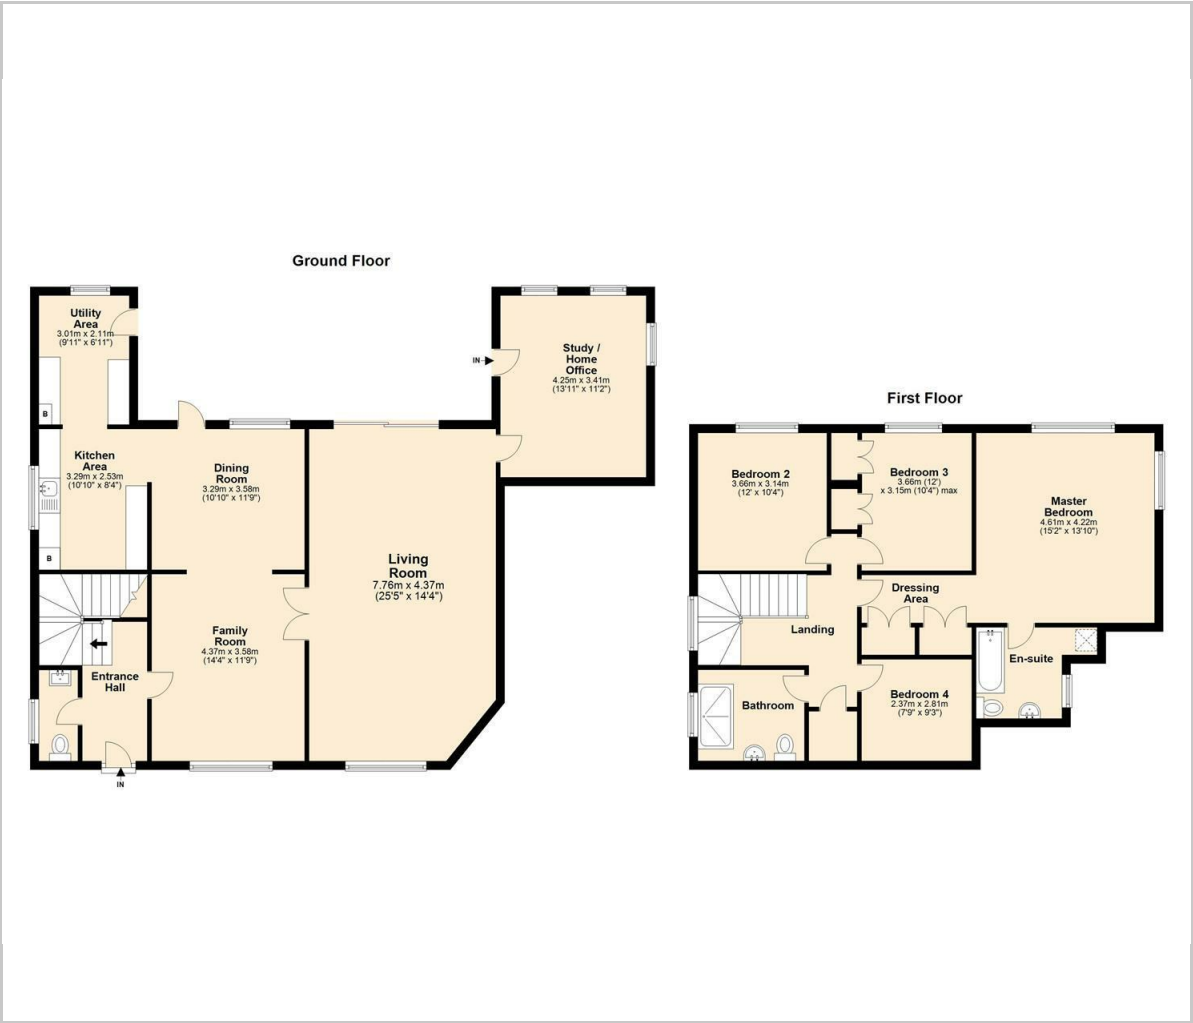 Ground Floor
Utility
Area
3.01m x 2.11m
(9'11" x 6'11")
B
Kitchen
Area
3.29m x 2.53m
(10'10" x 8'4")
B
Dining
Room
3.29m x 3.58m
(10'10" x 11'9")
Study /
Home
Office
4.25m x 3.41m
(13'11" x 11'2")
IN
Living
Room
7.76m x 4.37m
(25'5" x 14'4")
Family
Room
4.37m x 3.58m
(14'4" x 11'9")
Entrance
Hall
IN
First Floor
Bedroom 2
3.66m x 3.14m
(12' x 10'4")
Bedroom 3
3.66m (12')
x 3.15m (10'4") max
Master
Bedroom
4.61m x 4.22m
(15'2" x 13'10")
Dressing
Area
Landing
En-suite
Bathroom
Bedroom 4
2.37m x 2.81m
(7'9" x 9'3")